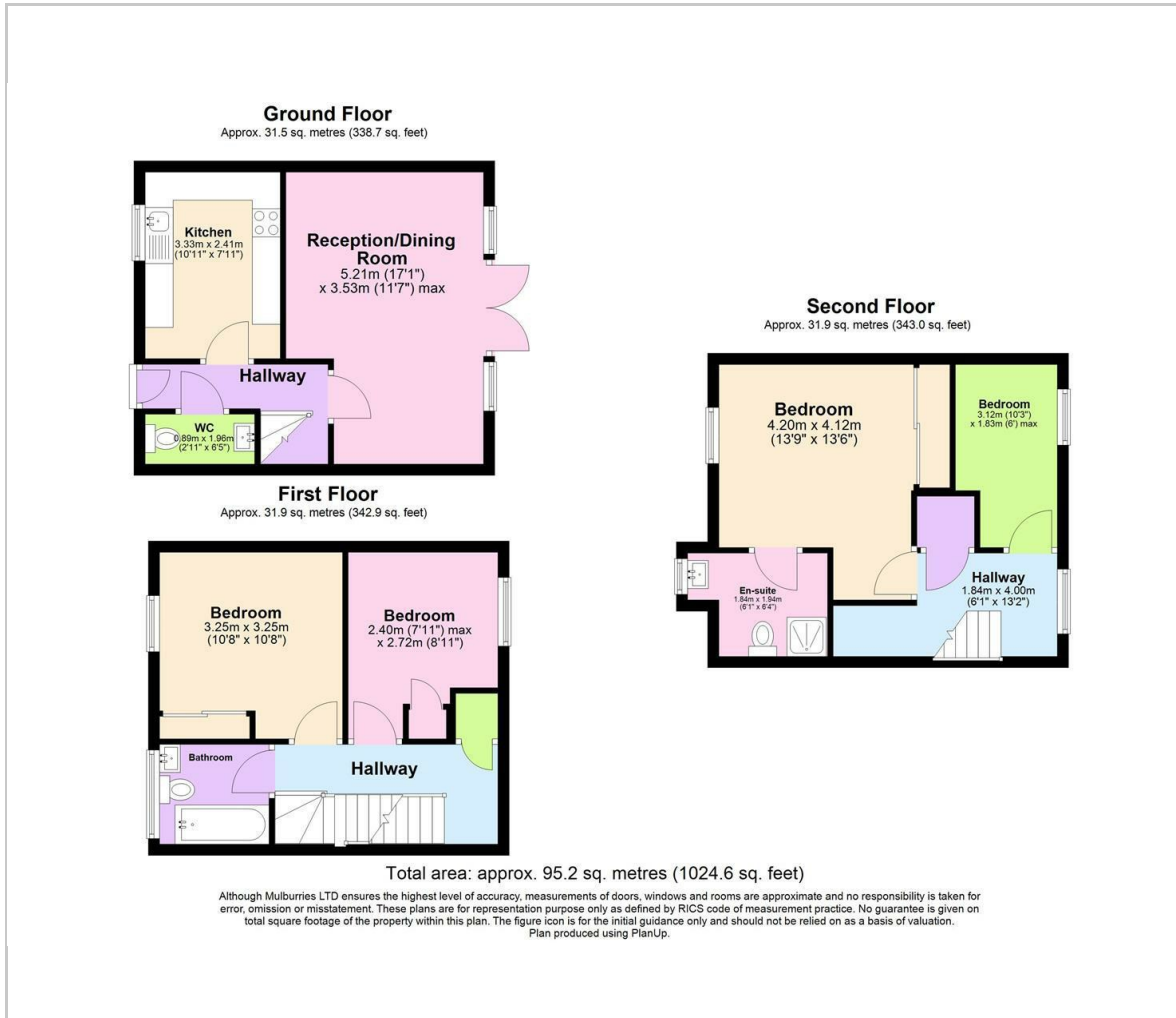 Ground Floor
Approx. 31.5 sq. metres (338.7 sq. feet)
Kitchen
3.33m x 2.41m
(10'11" x 7'11")
Reception/Dining
Room
5.21m (17'1")
x 3.53m (11'7") max
Hallway
WC
0.89m x 1.96m
(2'11" x 6'5")
First Floor
Approx. 31.9 sq. metres (342.9 sq. feet)
Bedroom
3.25m x 3.25m
(10'8" x 10'8")
Bedroom
2.40m (7'11") max
x 2.72m (8'11")
Bathroom
Hallway
Second Floor
Approx. 31.9 sq. metres (343.0 sq. feet)
Bedroom
4.20m x 4.12m
(13'9" x 13'6")
Bedroom
3.12m (10'3")
x 1.83m (6') max
En-suite
1.84m x 1.94m
(6'1" x 6'4")
Hallway
1.84m x 4.00m
(6'1" x 13'2")
Total area: approx. 95.2 sq. metres (1024.6 sq. feet)
Although Mulburries LTD ensures the highest level of accuracy, measurements of doors, windows and rooms are approximate and no responsibility is taken for
error, omission or misstatement. These plans are for representation purpose only as defined by RICS code of measurement practice. No guarantee is given on
total square footage of the property within this plan. The figure icon is for the initial guidance only and should not be relied on as a basis of valuation.
Plan produced using PlanUp.